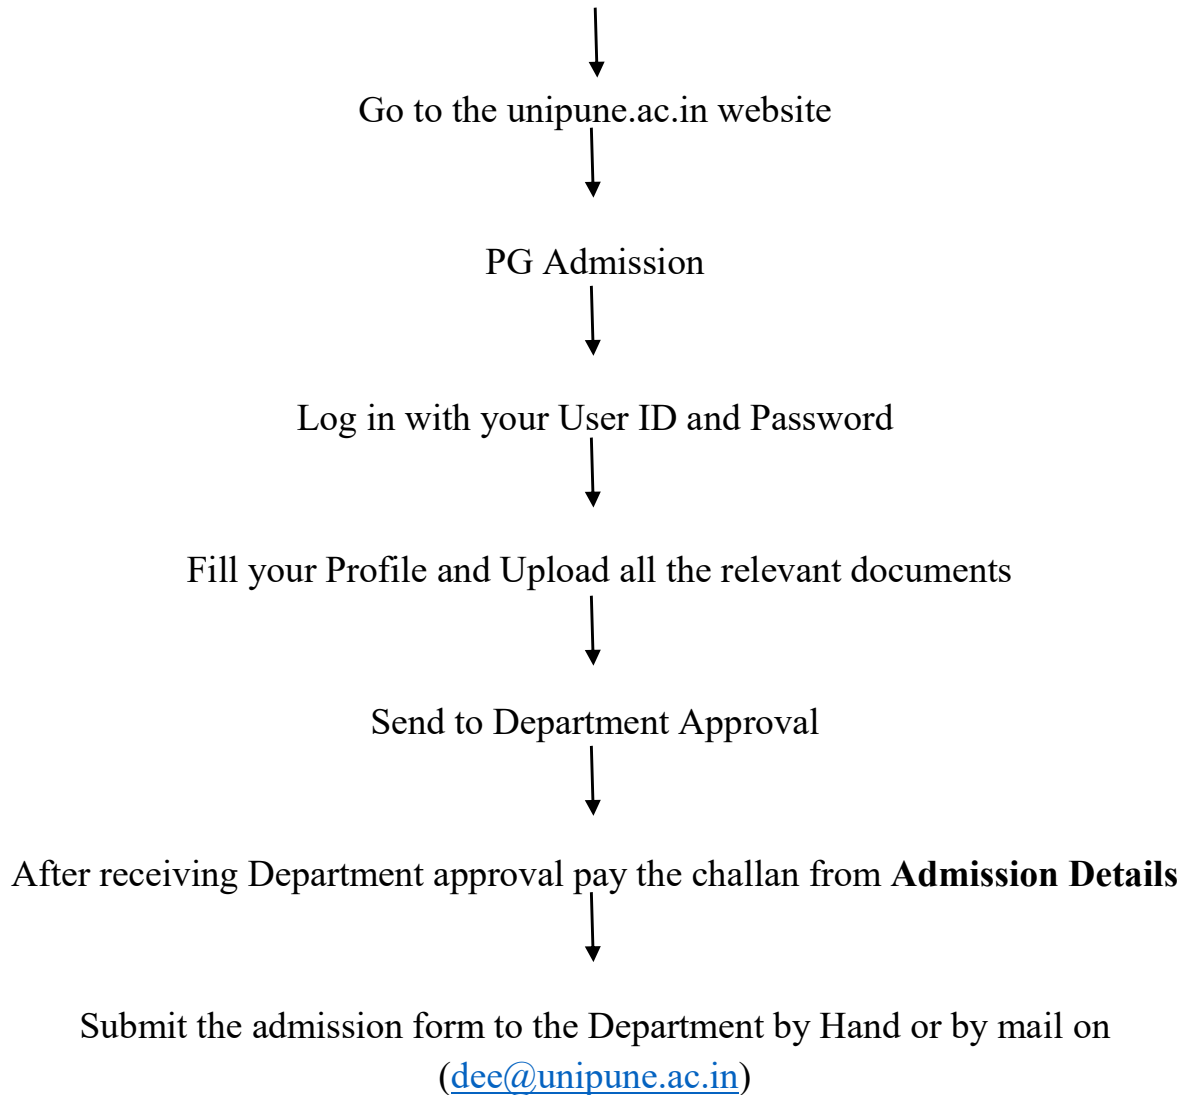 Go to the unipune.ac.in website
PG Admission
Log in with your User ID and Password
Fill your Profile and Upload all the relevant documents
Send to Department Approval
After receiving Department approval pay the challan from Admission Details
Submit the admission form to the Department by Hand or by mail on
(dee@unipune.ac.in)